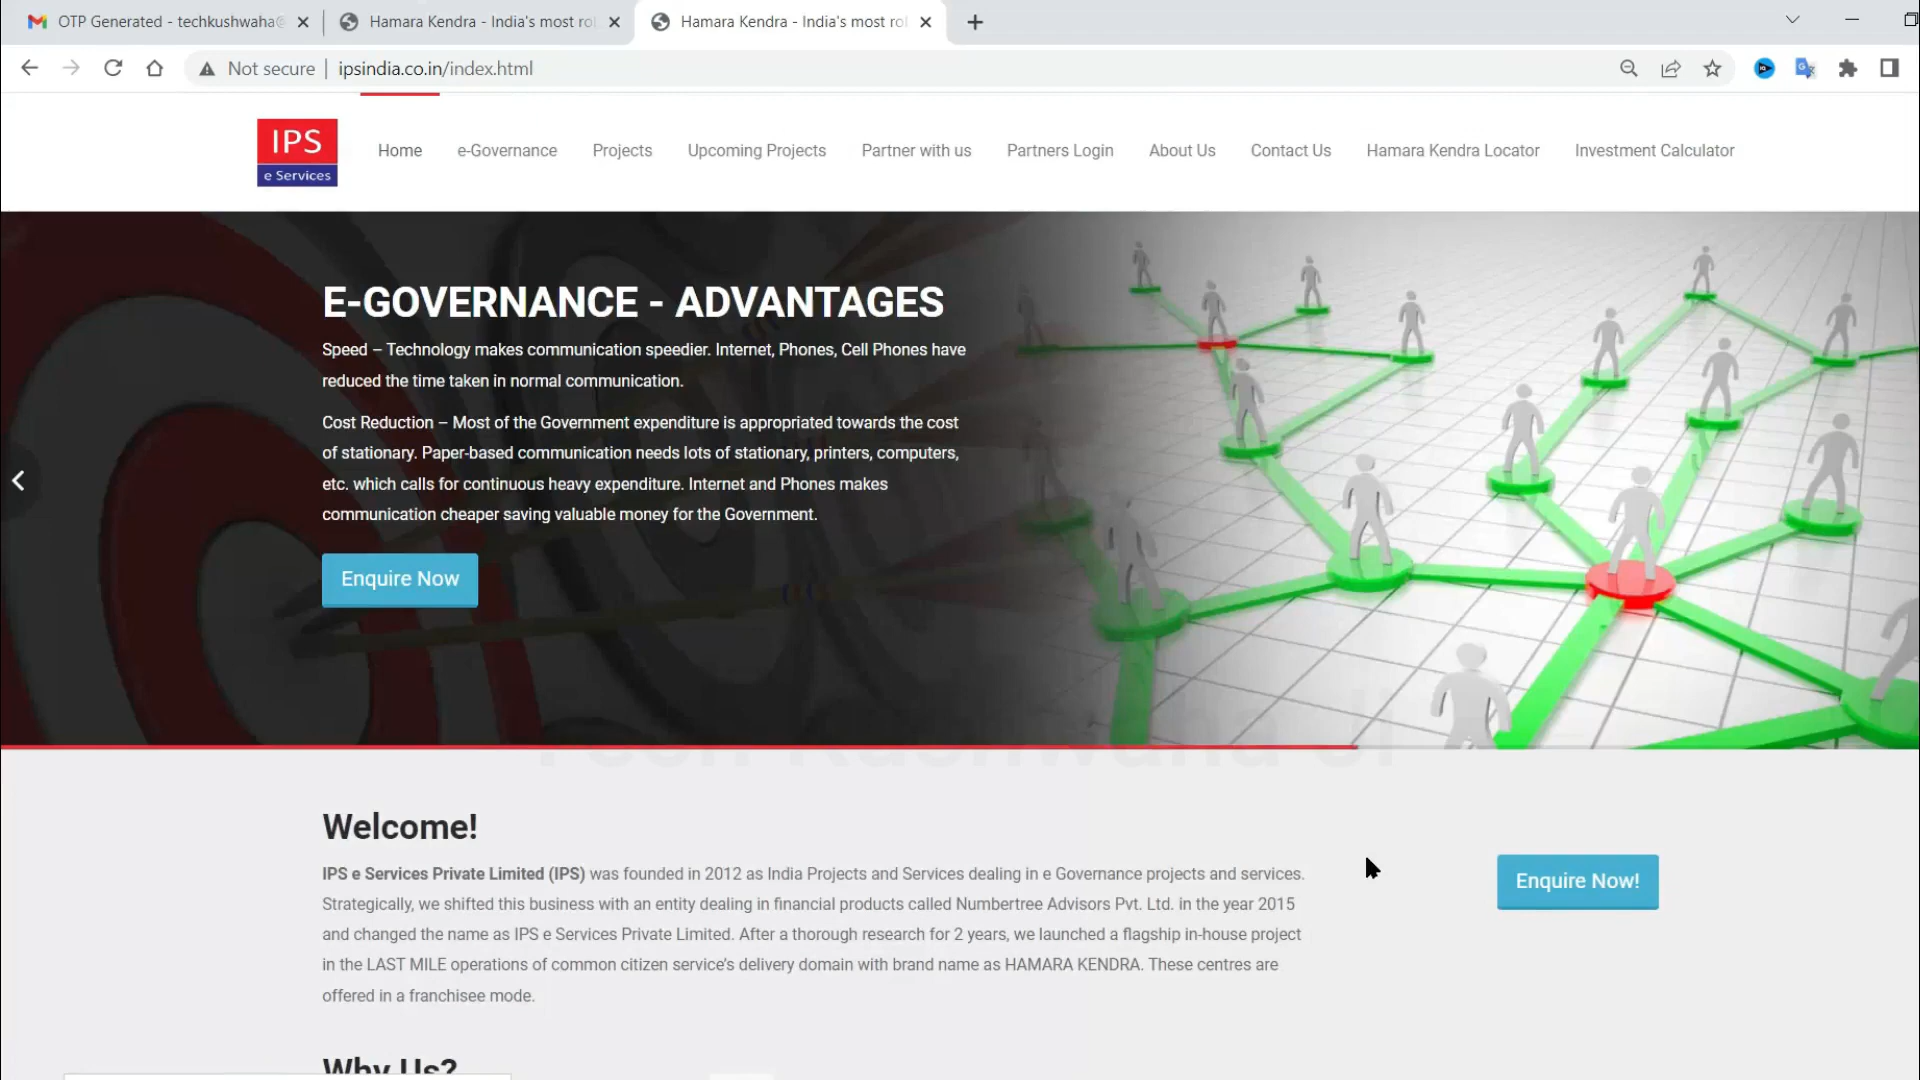 OTP Generated - techkushwaha@
Hamara Kendra - India's most rol
Hamara Kendra - India's most rol
Not secure
ipsindia.co.in/index.html
IPS
e Services
Home
e-Governance
Projects
Upcoming Projects
Partner with us
Partners Login
About Us
Contact Us
Hamara Kendra Locator
Investment Calculator
E-GOVERNANCE - ADVANTAGES
Speed – Technology makes communication speedier. Internet, Phones, Cell Phones have
reduced the time taken in normal communication.
Cost Reduction – Most of the Government expenditure is appropriated towards the cost
of stationary. Paper-based communication needs lots of stationary, printers, computers,
etc. which calls for continuous heavy expenditure. Internet and Phones makes
communication cheaper saving valuable money for the Government.
Enquire Now
Tech Kushwaha Ji
Welcome!
IPS e Services Private Limited (IPS) was founded in 2012 as India Projects and Services dealing in e Governance projects and services.
Strategically, we shifted this business with an entity dealing in financial products called Numbertree Advisors Pvt. Ltd. in the year 2015
and changed the name as IPS e Services Private Limited. After a thorough research for 2 years, we launched a flagship in-house project
in the LAST MILE operations of common citizen service's delivery domain with brand name as HAMARA KENDRA. These centres are
offered in a franchisee mode.
Enquire Now!
Why Us?